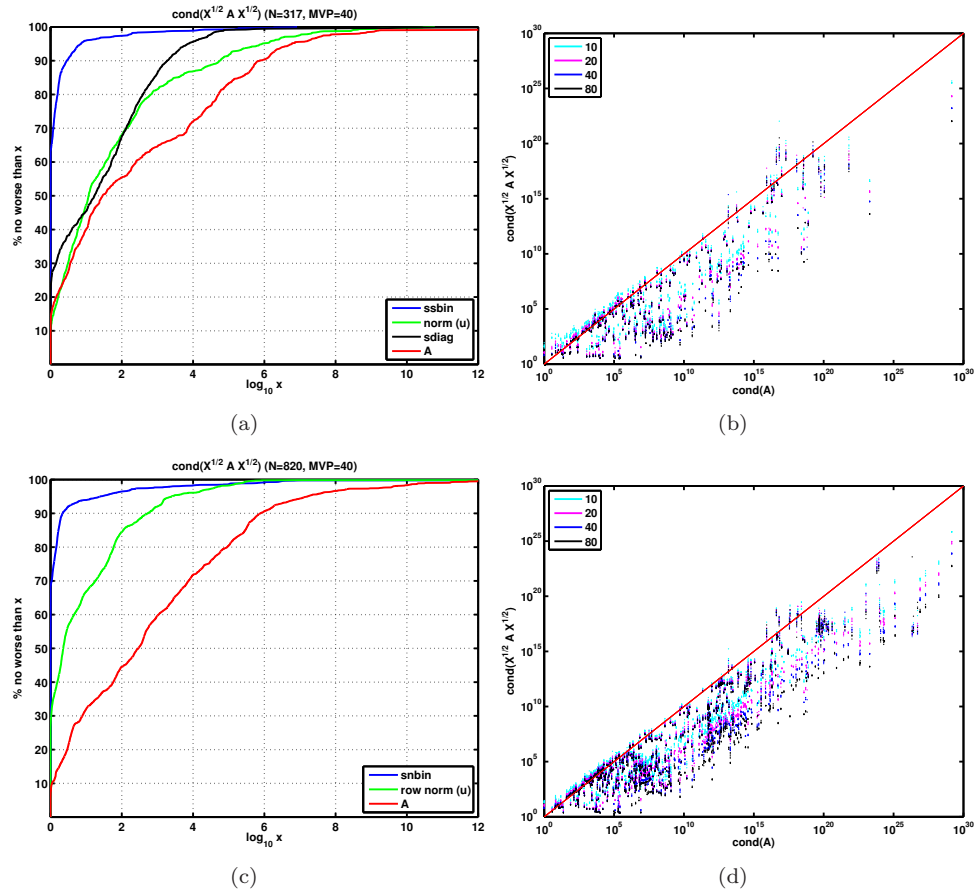 cond(X^{1/2} A X^{1/2}) (N=317, MVP=40)
% no worse than x
100
90
80
70
60
50
40
30
20
10
0 2 4 6 8 10 12
log_{10} x
ssbin
norm (u)
sdiag
A
(a)
cond(X^{1/2} A X^{1/2})
10^{30}
10^{25}
10^{20}
10^{15}
10^{10}
10^5
10^0
10^0 10^5 10^{10} 10^{15} 10^{20} 10^{25} 10^{30}
cond(A)
10
20
40
80
(b)
cond(X^{1/2} A X^{1/2}) (N=820, MVP=40)
% no worse than x
100
90
80
70
60
50
40
30
20
10
0 2 4 6 8 10 12
log_{10} x
snbin
row norm (u)
A
(c)
cond(X^{1/2} A X^{1/2})
10^{30}
10^{25}
10^{20}
10^{15}
10^{10}
10^5
10^0
10^0 10^5 10^{10} 10^{15} 10^{20} 10^{25} 10^{30}
cond(A)
10
20
40
80
(d)